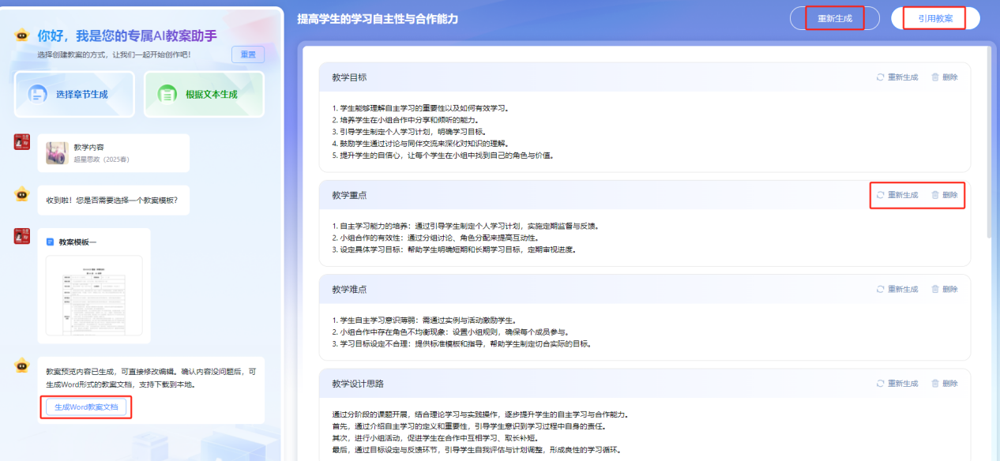 你好，我是您的专属AI教案助手
选择创建教案的方式，让我们一起开始创作吧！
重置
选择章节生成
根据文本生成
教学内容
超星思政（2025春）
收到啦！您是否需要选择一个教案模板？
教案模板一
教案预览内容已生成，可直接修改编辑。确认内容没问题后，可
生成Word形式的教案文档，支持下载到本地。
生成Word教案文档
提高学生的学习自主性与合作能力
重新生成
引用教案
教学目标
重新生成
删除
1. 学生能够理解自主学习的重要性以及如何有效学习。
2. 培养学生在小组合作中分享和倾听的能力。
3. 引导学生制定个人学习计划，明确学习目标。
4. 鼓励学生通过讨论与同伴交流来深化对知识的理解。
5. 提升学生的自信心，让每个学生在小组中找到自己的角色与价值。
教学重点
重新生成
删除
1. 自主学习能力的培养：通过引导学生制定个人学习计划，实施定期监督与反馈。
2. 小组合作的有效性：通过分组讨论、角色分配来提高互动性。
3. 设定具体学习目标：帮助学生明确短期和长期学习目标，定期审视进度。
教学难点
重新生成
删除
1. 学生自主学习意识薄弱：需通过实例与活动激励学生。
2. 小组合作中存在角色不均衡现象：设置小组规则，确保每个成员参与。
3. 学习目标设定不合理：提供标准模板和指导，帮助学生制定切合实际的目标。
教学设计思路
重新生成
删除
通过分阶段的课题开展，结合理论学习与实践操作，逐步提升学生的自主学习与合作能力。
首先，通过介绍自主学习的定义和重要性，引导学生意识到学习过程中自身的责任。
其次，进行小组活动，促进学生在合作中互相学习、取长补短。
最后，通过目标设定与反馈环节，引导学生自我评估与计划调整，形成良性的学习循环。